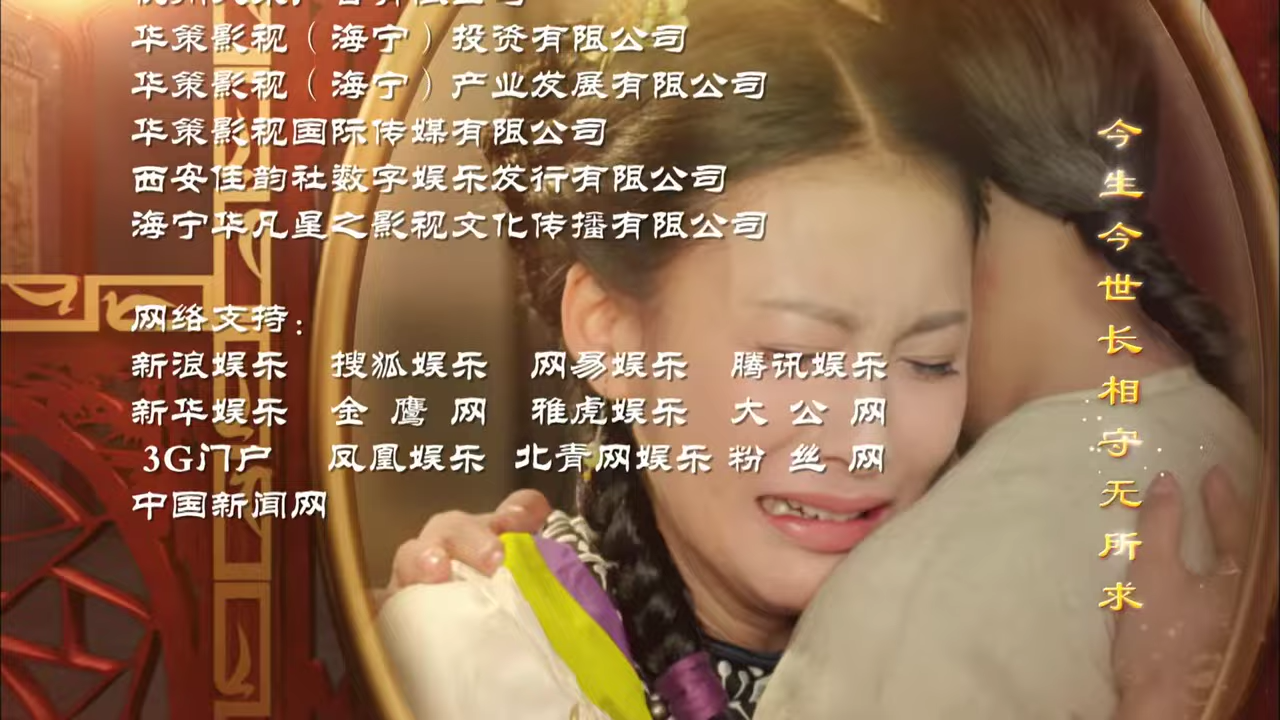 华策影视（海宁）投资有限公司
华策影视（海宁）产业发展有限公司
华策影视国际传媒有限公司
西安佳韵社数字娱乐发行有限公司
海宁华凡星之影视文化传播有限公司
网络支持：
新浪娱乐 搜狐娱乐 网易娱乐 腾讯娱乐
新华娱乐 金鹰网 雅虎娱乐 大公网
3G门户 凤凰娱乐 北青网娱乐 粉丝网
中国新闻网
今生今世长相守无所求